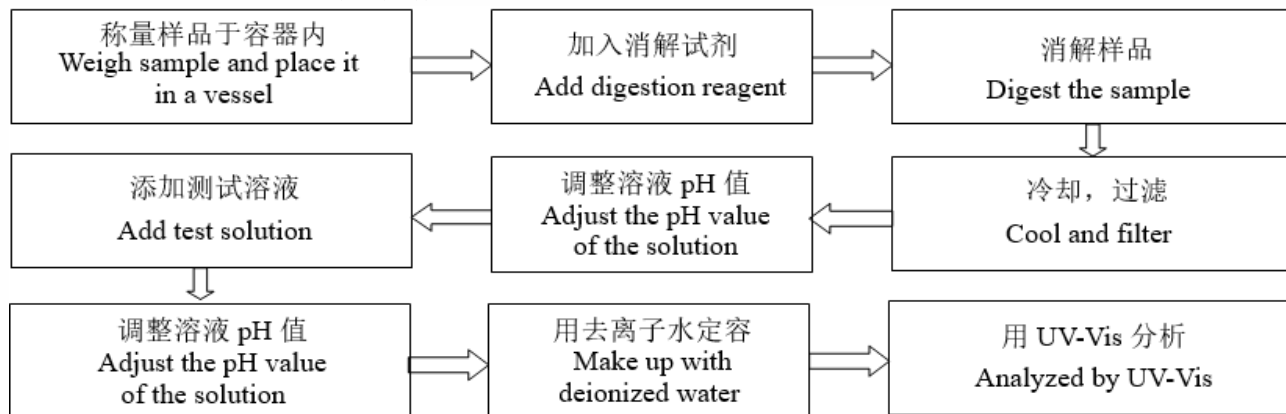 称量样品于容器内
Weigh sample and place it
in a vessel
加入消解试剂
Add digestion reagent
消解样品
Digest the sample
冷却，过滤
Cool and filter
调整溶液 pH 值
Adjust the pH value
of the solution
添加测试溶液
Add test solution
调整溶液 pH 值
Adjust the pH value
of the solution
用去离子水定容
Make up with
deionized water
用 UV-Vis 分析
Analyzed by UV-Vis